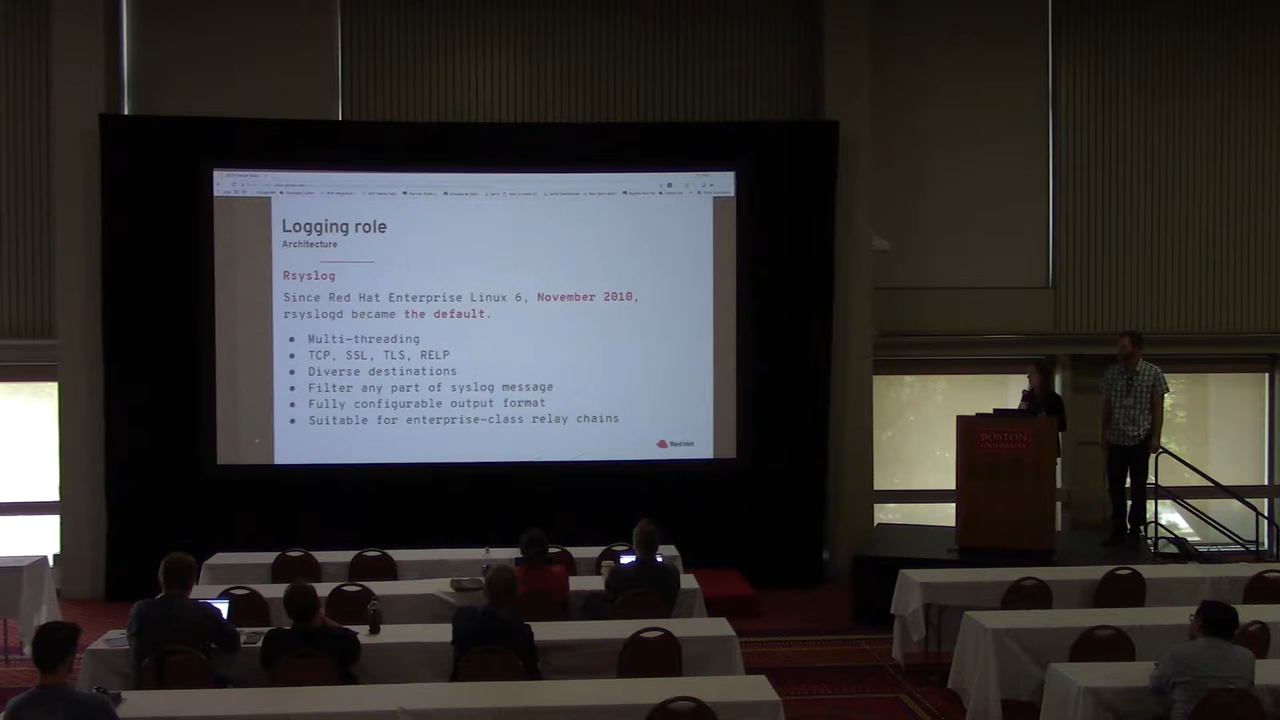 Logging role
Architecture
Rsyslog
Since Red Hat Enterprise Linux 6, November 2010,
rsyslogd became the default.
● Multi-threading
● TCP, SSL, TLS, RELP
● Diverse destinations
● Filter any part of syslog message
● Fully configurable output format
● Suitable for enterprise-class relay chains
Red Hat
BOSTON
UNIVERSITY